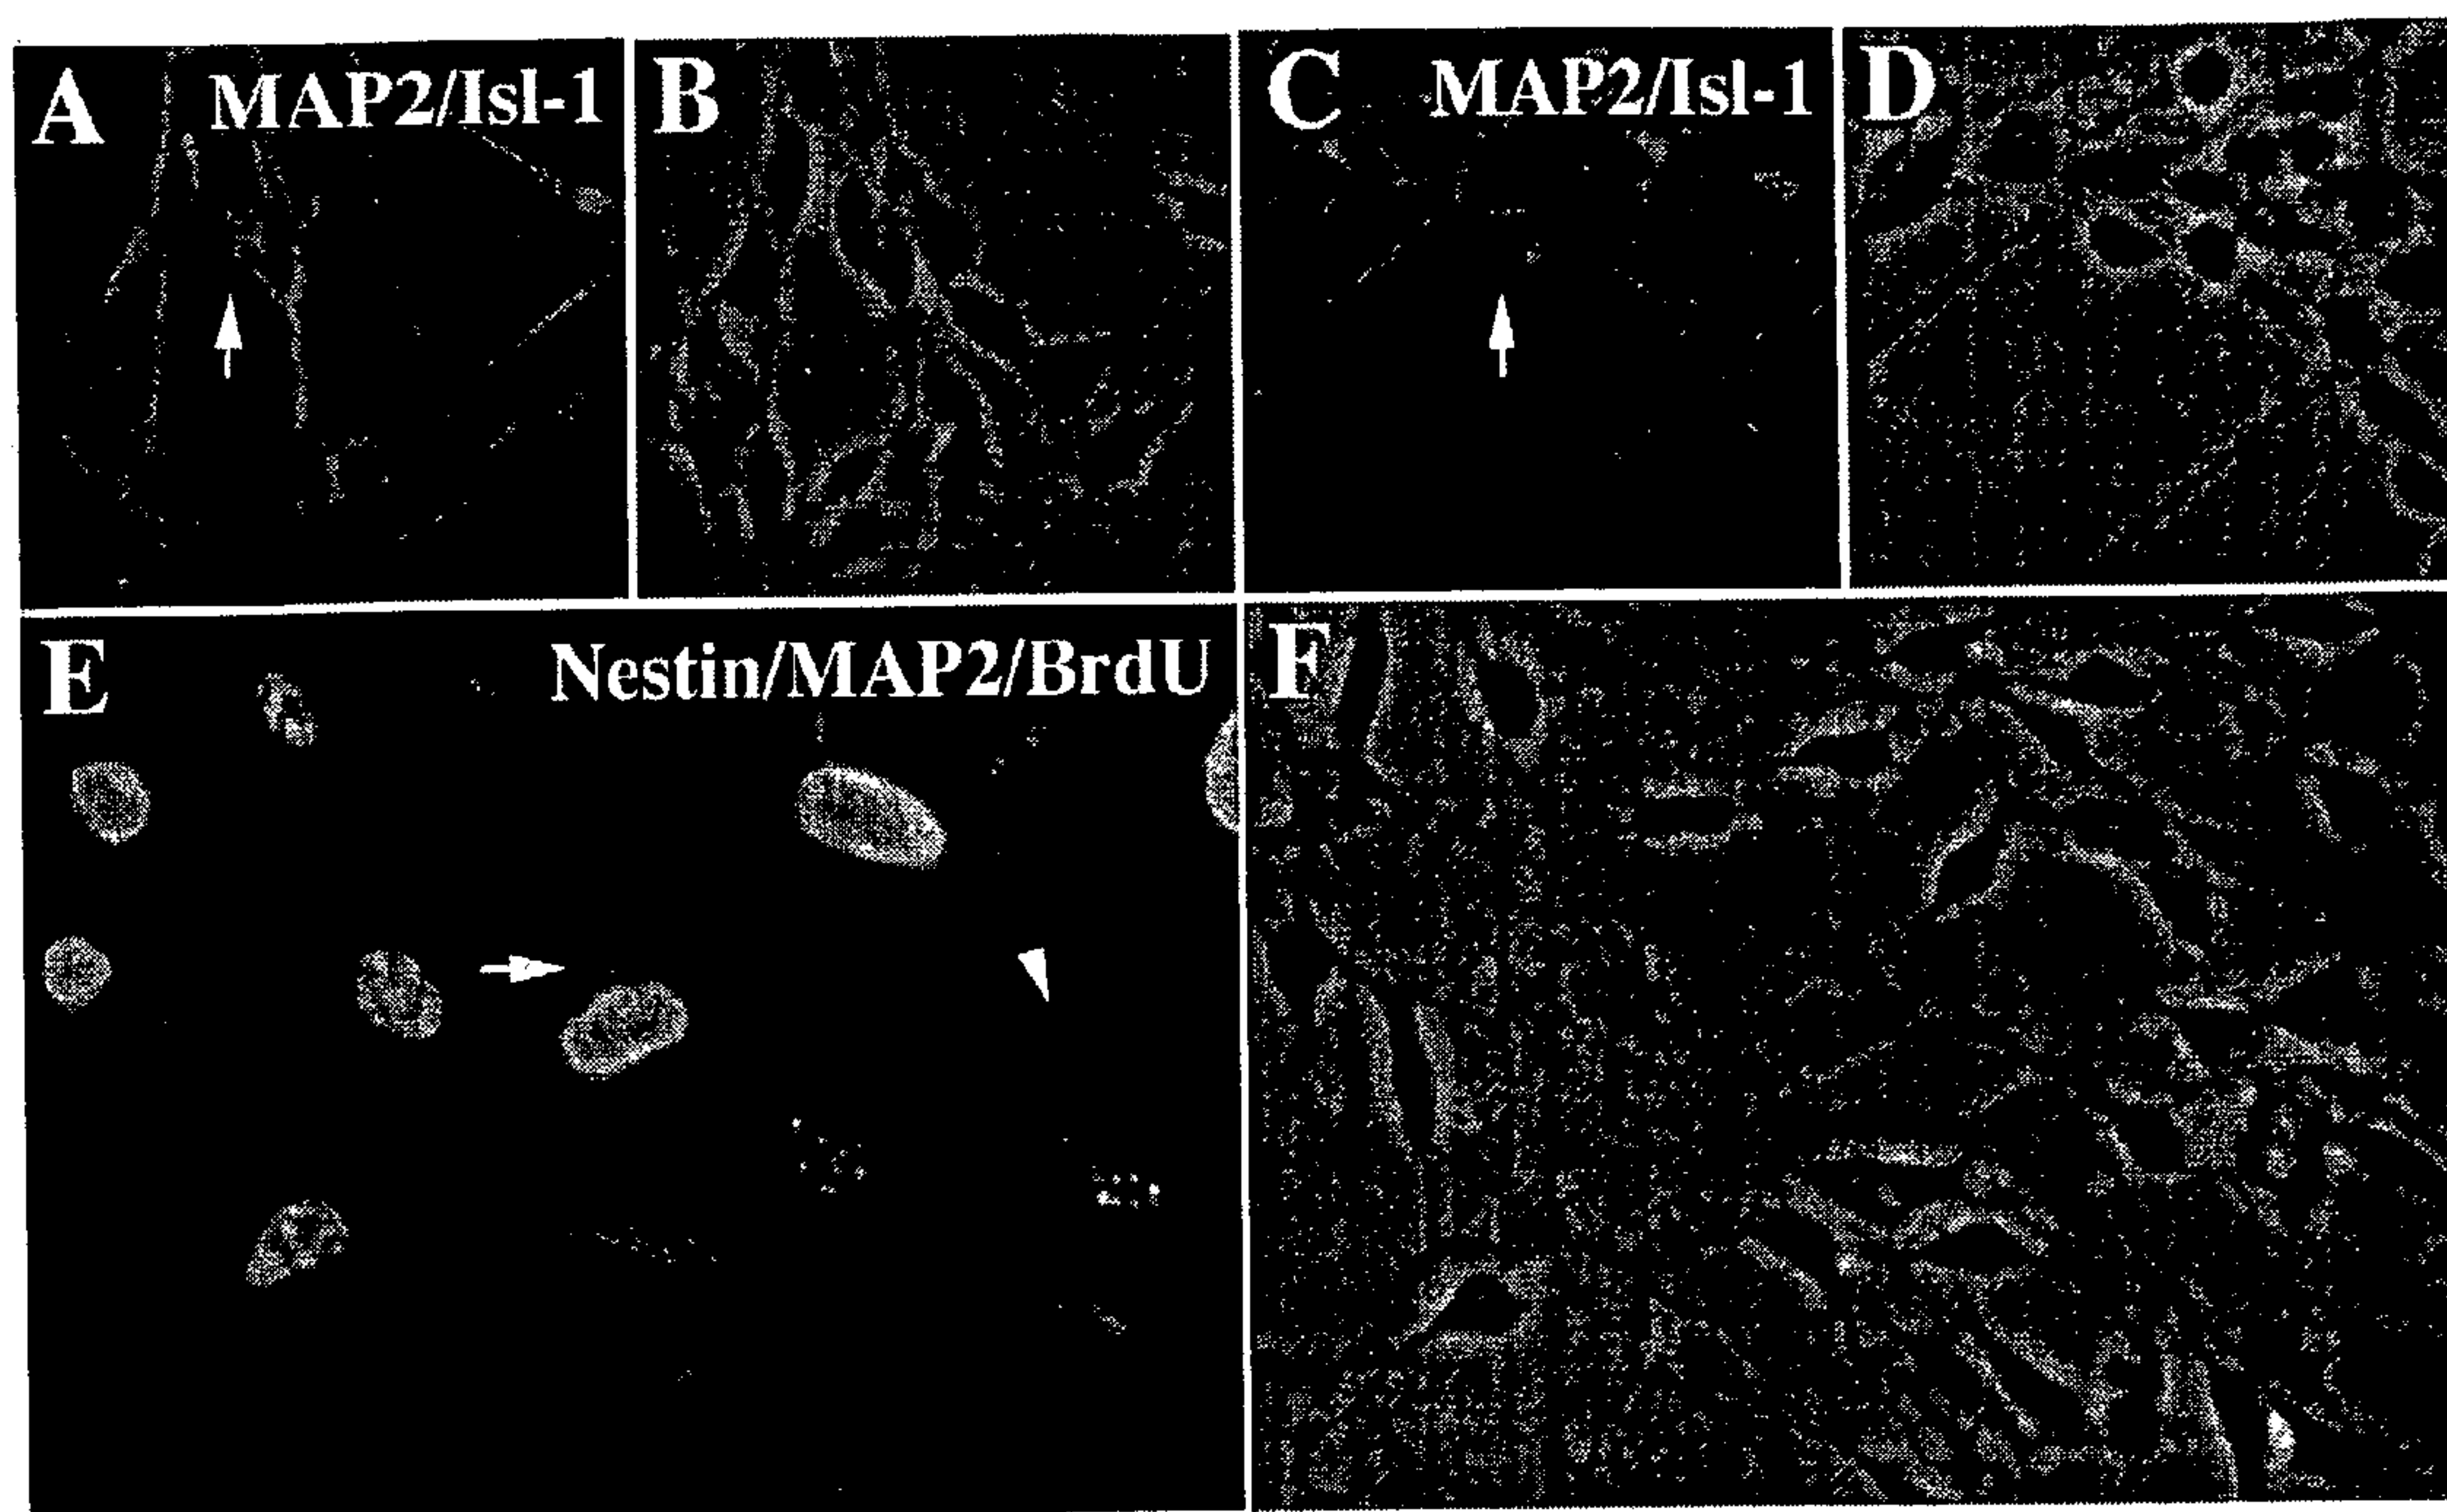 A MAP2/Isl-1
B
C MAP2/Isl-1
D
E Nestin/MAP2/BrdU
F